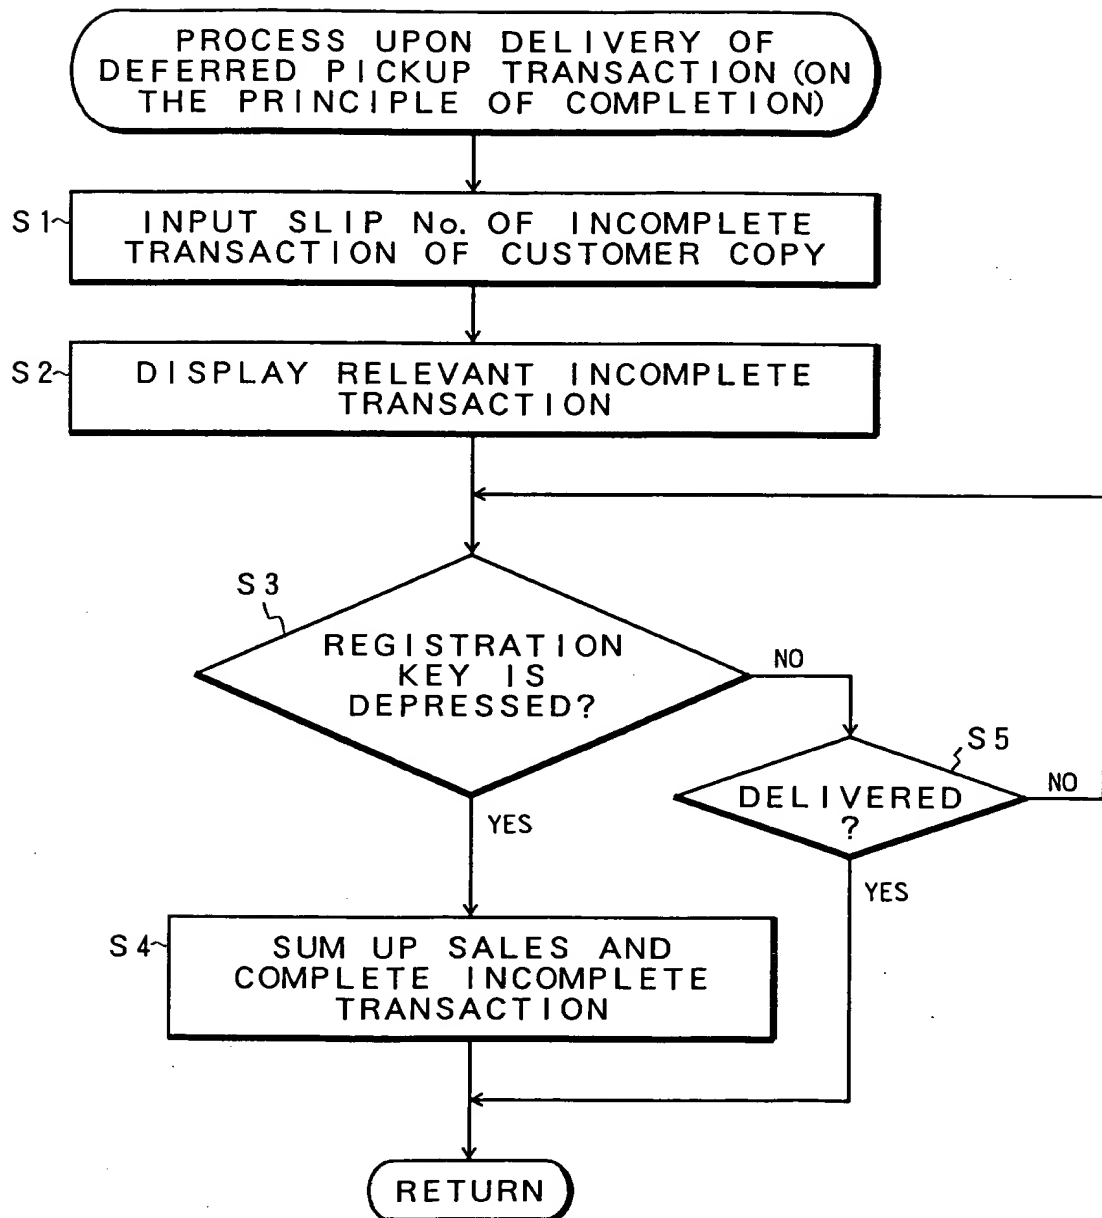 PROCESS UPON DELIVERY OF
DEFERRED PICKUP TRANSACTION (ON
THE PRINCIPLE OF COMPLETION)
S1
INPUT SLIP No. OF INCOMPLETE
TRANSACTION OF CUSTOMER COPY
S2
DISPLAY RELEVANT INCOMPLETE
TRANSACTION
S3
REGISTRATION
KEY IS
DEPRESSED?
NO
YES
S5
DELIVERED
?
NO
YES
S4
SUM UP SALES AND
COMPLETE INCOMPLETE
TRANSACTION
RETURN